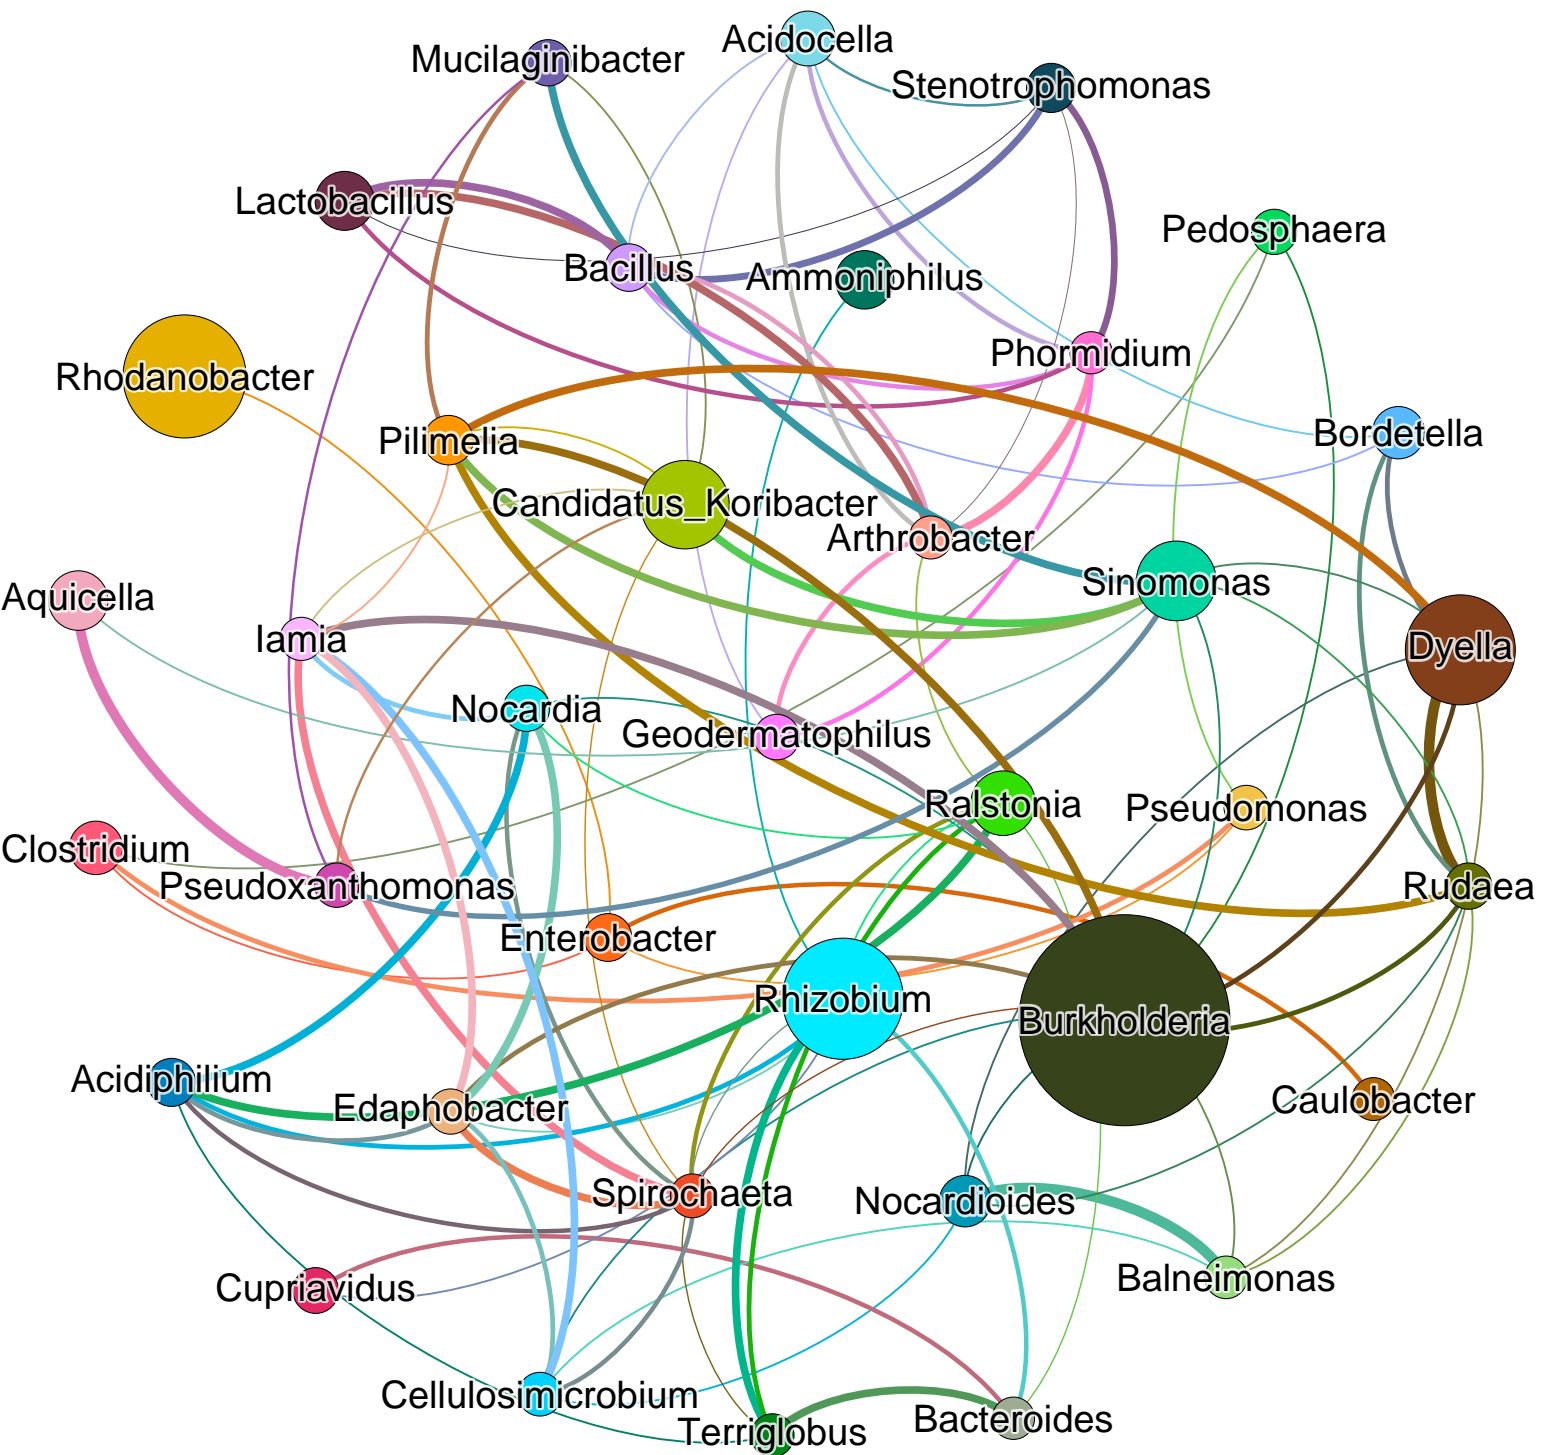 Acidocella
Mucilaginibacter
Stenotrophomonas
Lactobacillus
Pedosphaera
Bacillus
Ammoniphilus
Phormidium
Rhodanobacter
Bordetella
Pilimelia
Candidatus_Koribacter
Arthrobacter
Sinomonas
Aquicella
Iamia
Dyella
Nocardia
Geodermatophilus
Ralstonia
Pseudomonas
Clostridium
Pseudoxanthomonas
Rudaea
Enterobacter
Rhizobium
Burkholderia
Acidiphilium
Edaphobacter
Caulobacter
Spirochaeta
Nocardioides
Cupriavidus
Balneimonas
Cellulosimicrobium
Terriglobus
Bacteroides